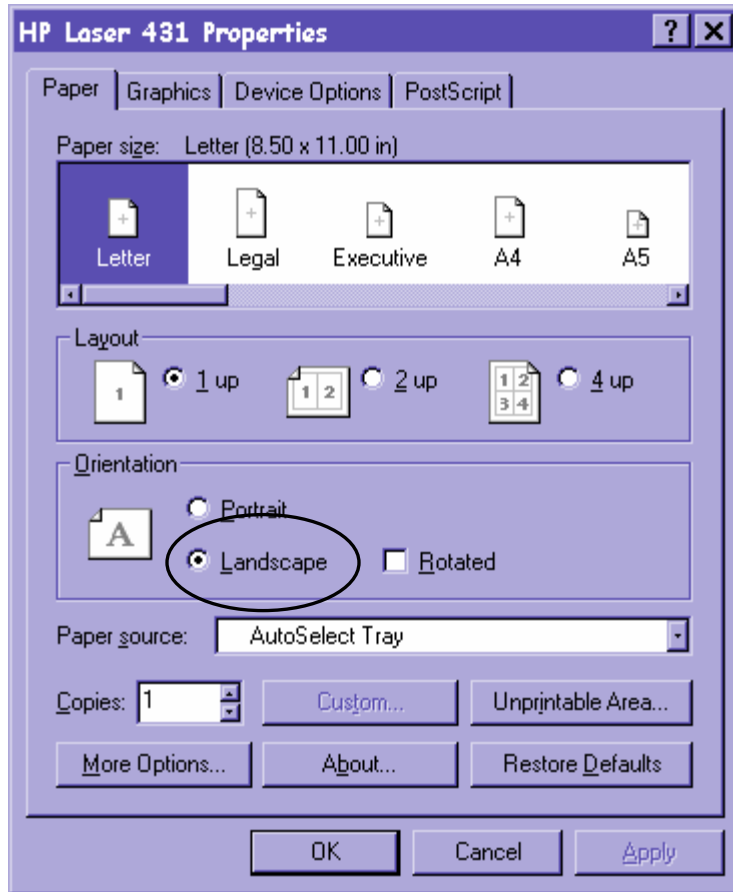 HP Laser 431 Properties ? X
Paper Graphics Device Options PostScript
Paper size: Letter (8.50 x 11.00 in)
Letter Legal Executive A4 A5
Layout
1 1 up 1 2 2 up 1 2 3 4 4 up
Orientation
Portrait
A Landscape Rotated
Paper source: AutoSelect Tray
Copies: 1 Custom... Unprintable Area...
More Options... About... Restore Defaults
OK Cancel Apply